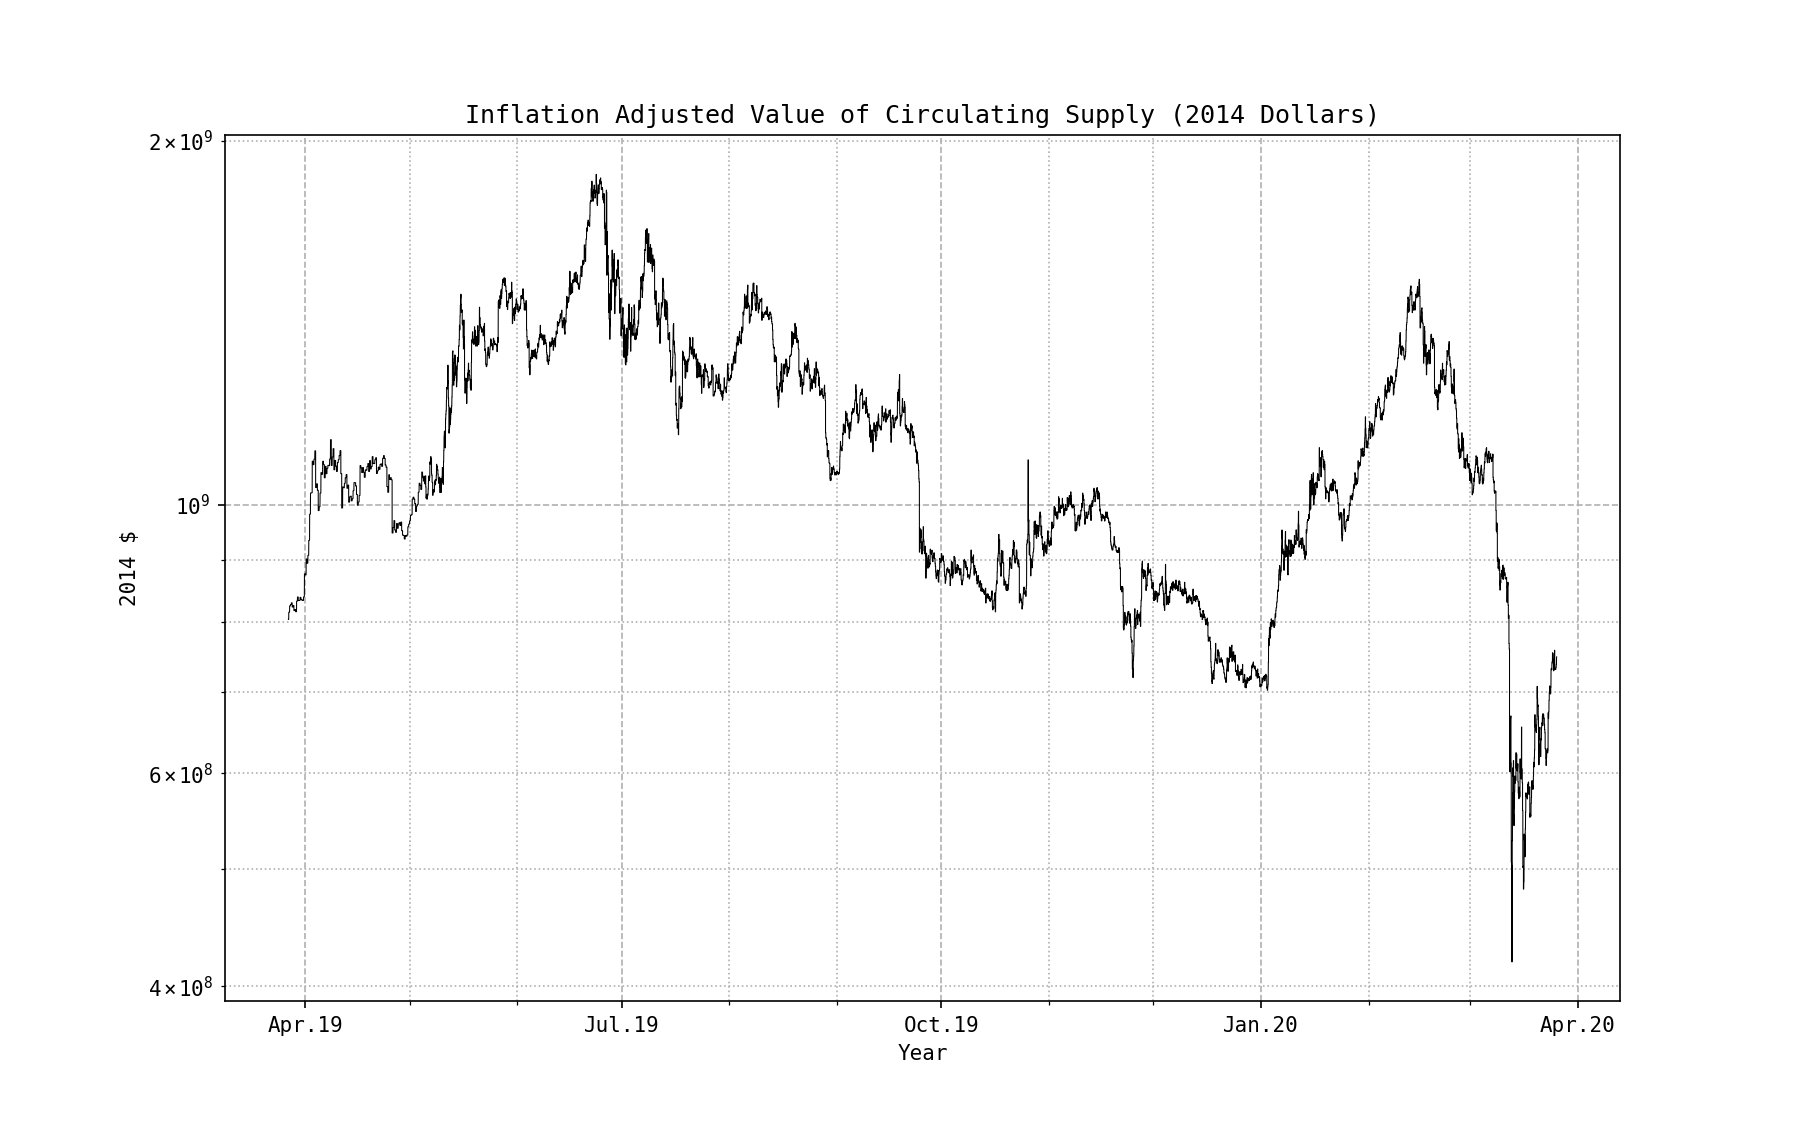 Inflation Adjusted Value of Circulating Supply (2014 Dollars)
2×10⁹
10⁹
6×10⁸
4×10⁸
2014 $
Apr.19 Jul.19 Oct.19 Jan.20 Apr.20
Year